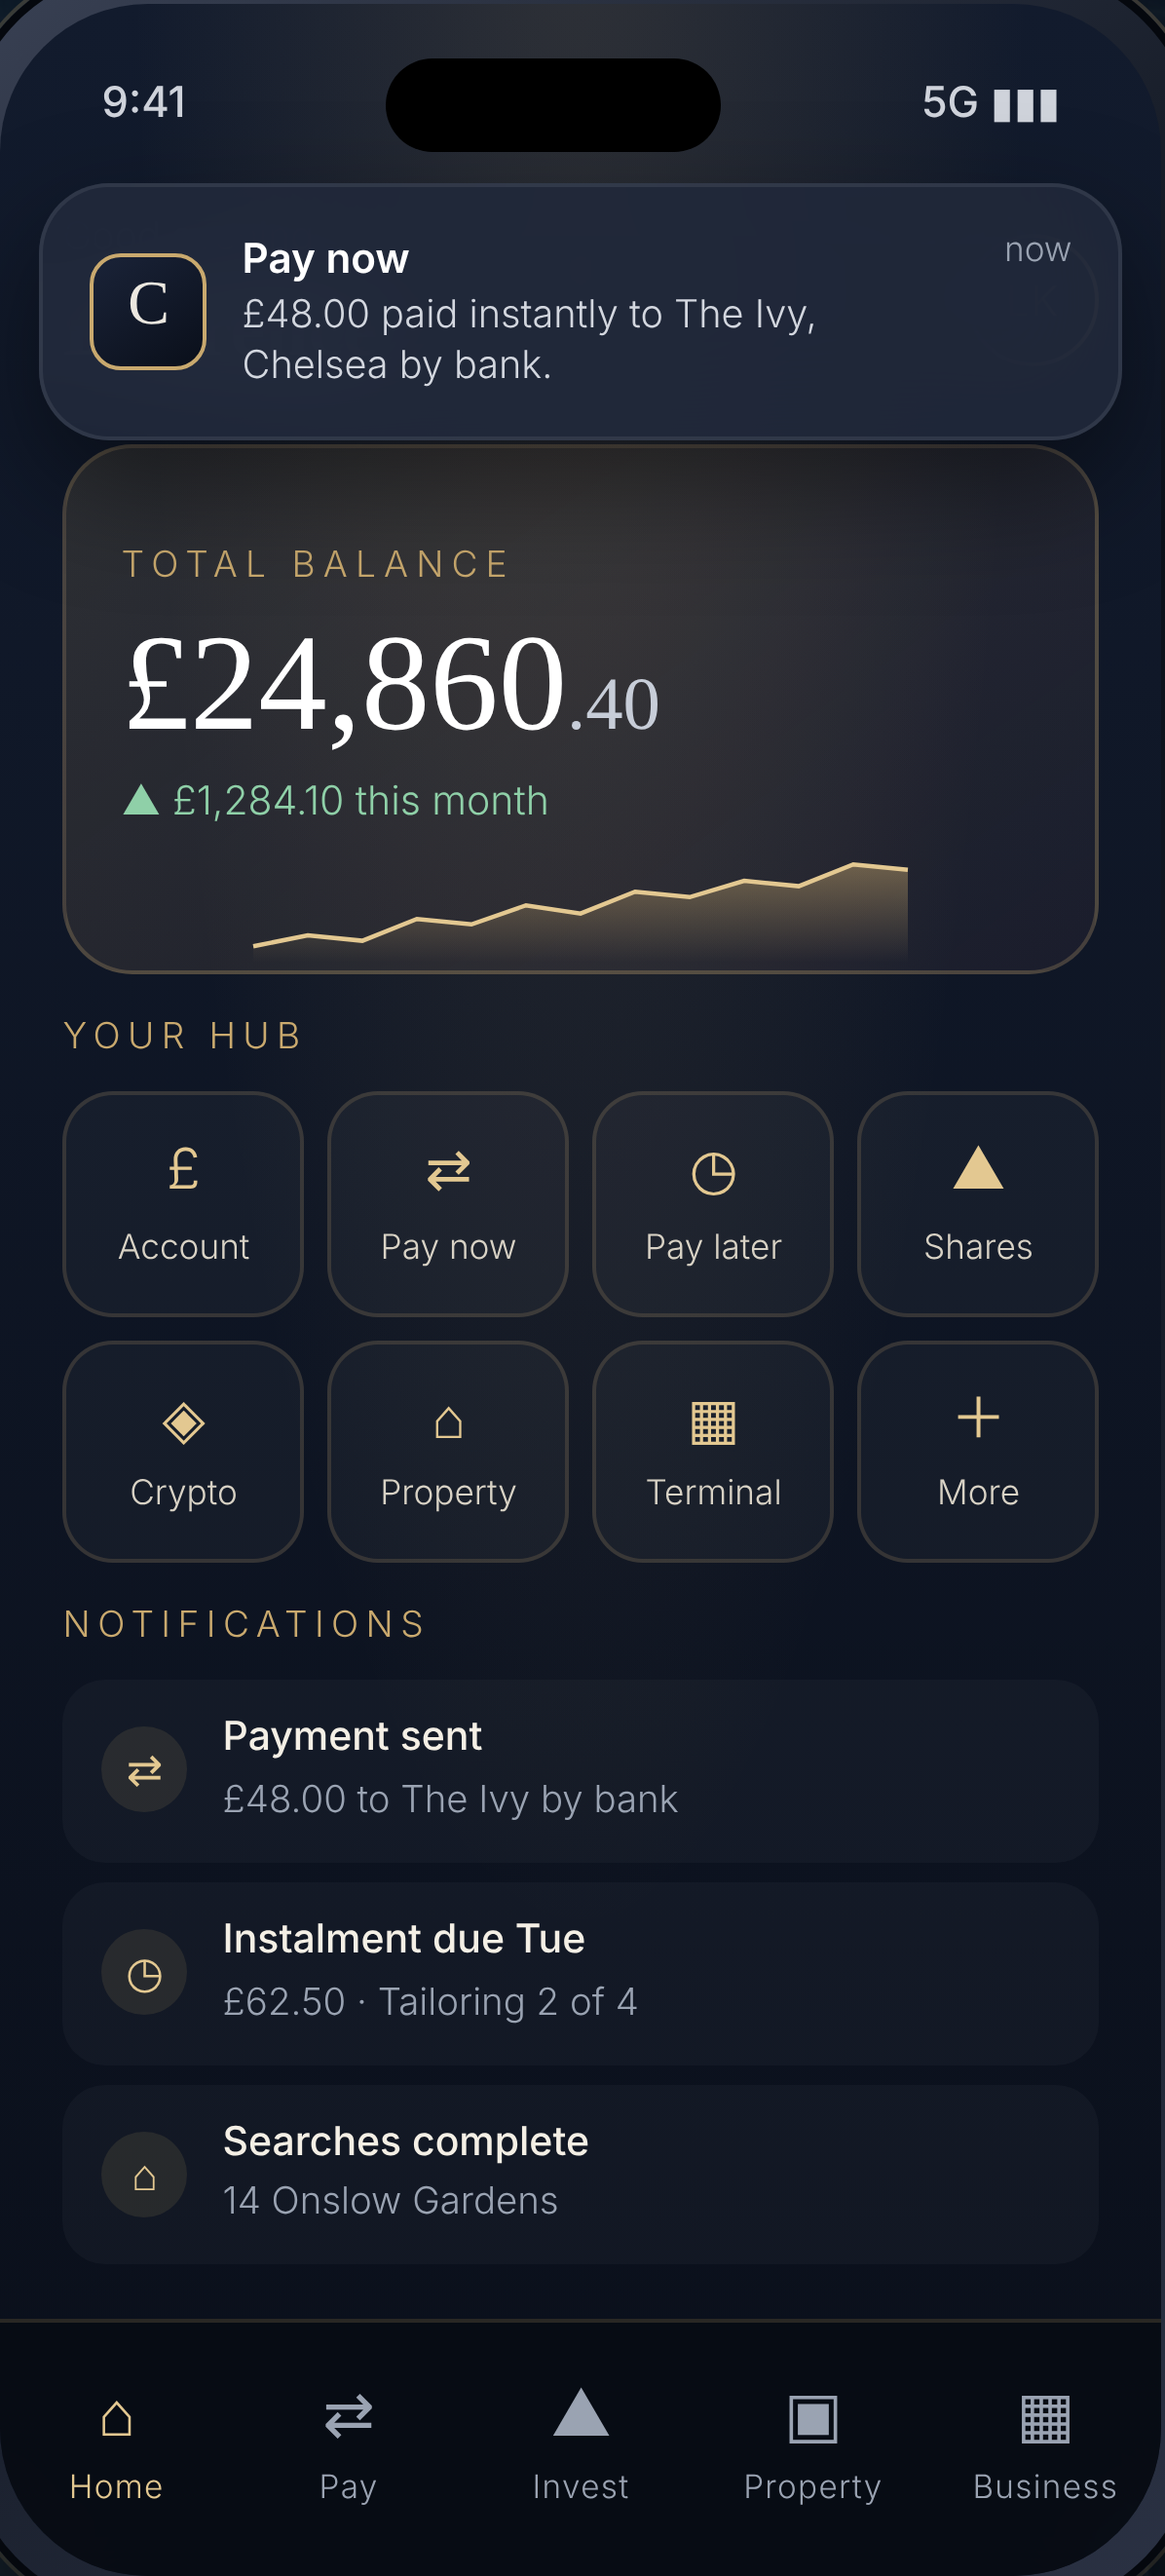 9:41
5G
C
Pay now
now
£48.00 paid instantly to The Ivy,
Chelsea by bank.
TOTAL BALANCE
£24,860.40
▲ £1,284.10 this month
YOUR HUB
£
Account
Pay now
Pay later
Shares
Crypto
Property
Terminal
More
NOTIFICATIONS
Payment sent
£48.00 to The Ivy by bank
Instalment due Tue
£62.50 · Tailoring 2 of 4
Searches complete
14 Onslow Gardens
Home
Pay
Invest
Property
Business